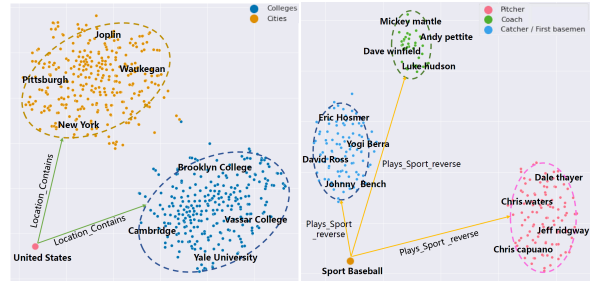 Colleges
Cities
Joplin
Waukegan
Pittsburgh
New York
Location_Contains
Location_Contains
United States
Brooklyn College
Vassar College
Cambridge
Yale University
Pitcher
Coach
Catcher / First basemen
Mickey mantle
Andy pettite
Dave winfield
Luke hudson
Eric Hosmer
Yogi Berra
David Ross
Johnny Bench
Plays_Sport_reverse
Plays_Sport
_reverse
Plays_Sport _reverse
Sport Baseball
Dale thayer
Chris waters
Jeff ridgway
Chris capuano